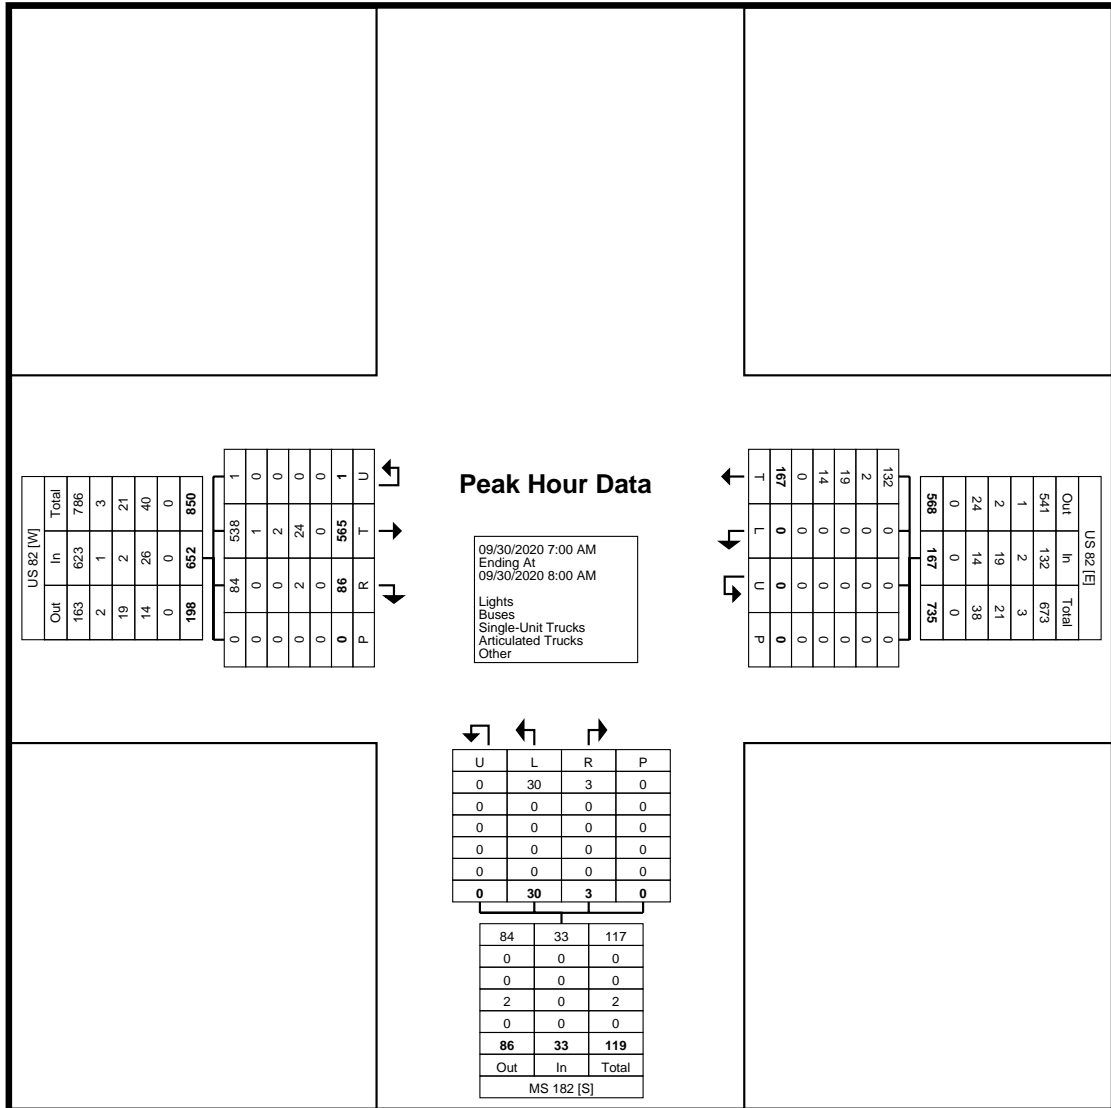 Peak Hour Data
09/30/2020 7:00 AM
Ending At
09/30/2020 8:00 AM
Lights
Buses
Single-Unit Trucks
Articulated Trucks
Other
US 82 [W]
Total In Out
786 623 163
3 1 2
21 2 19
40 26 14
0 0 0
850 652 198
1 538 84 0
0 1 0 0
0 2 0 0
0 24 2 0
0 0 0 0
1 565 86 0
U T R P
T L U P
167 0 0 0
0 0 0 0
14 0 0 0
19 0 0 0
2 0 0 0
132 0 0 0
US 82 [E]
Out In Total
541 132 673
1 2 3
2 19 21
24 14 38
0 0 0
568 167 735
U L R P
0 30 3 0
0 0 0 0
0 0 0 0
0 0 0 0
0 0 0 0
0 30 3 0
84 33 117
0 0 0
0 0 0
2 0 2
0 0 0
86 33 119
Out In Total
MS 182 [S]